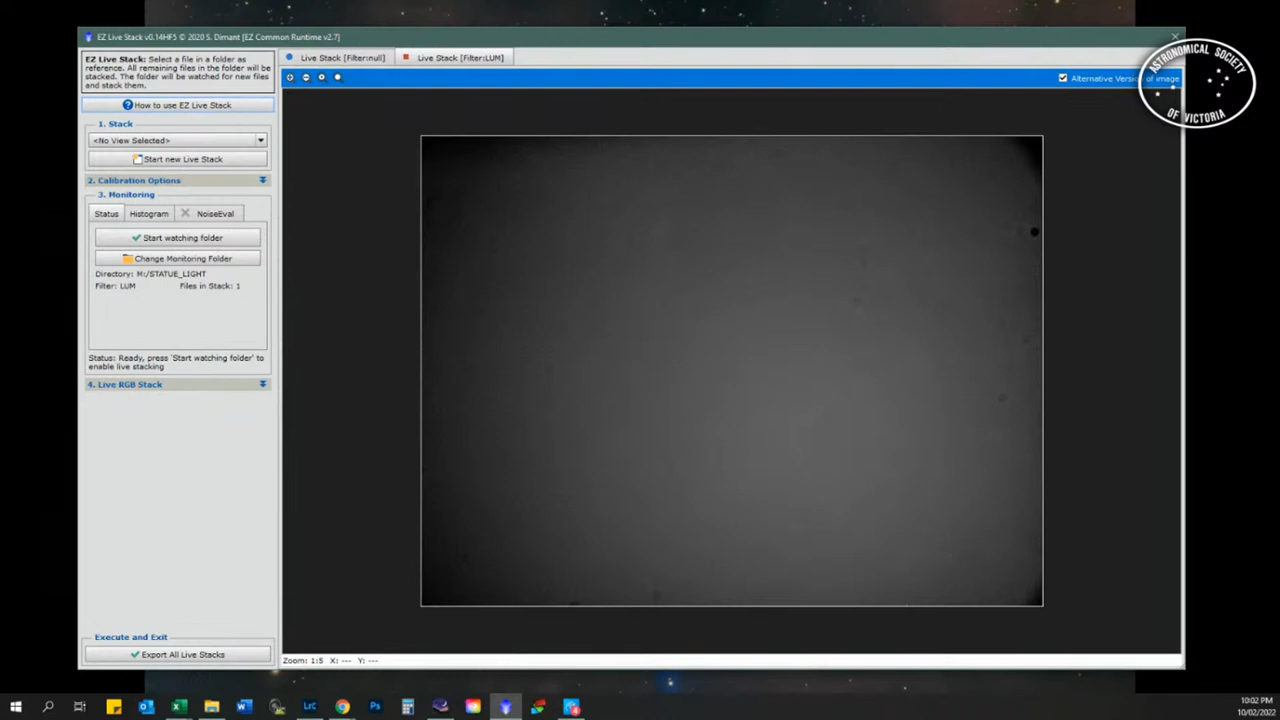 EZ Live Stack v0.14HF5 © 2020 S. Dimant [EZ Common Runtime v2.7]
EZ Live Stack: Select a file in a folder as
reference. All remaining files in the folder will be
stacked. The folder will be watched for new files
and stack them.
How to use EZ Live Stack
1. Stack
<No View Selected>
Start new Live Stack
2. Calibration Options
3. Monitoring
Status Histogram NoiseEval
Start watching folder
Change Monitoring Folder
Directory: M:/STATUE_LIGHT
Filter: LUM Files in Stack: 1
Status: Ready, press 'Start watching folder' to
enable live stacking
4. Live RGB Stack
Execute and Exit
Export All Live Stacks
Live Stack [Filter:null] Live Stack [Filter:LUM]
Alternative Version of image
ASTRONOMICAL SOCIETY
OF VICTORIA
Zoom: 1:5 X: --- Y: ---
LrC
Ps
10:02 PM
10/02/2022